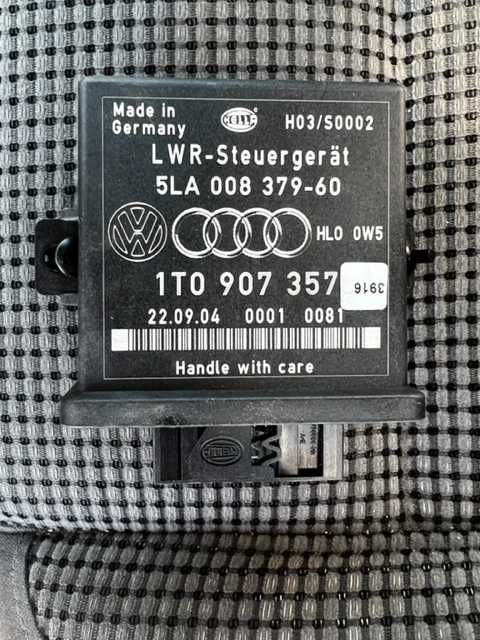 Made in
Germany
HELLA
H03/S0002
LWR-Steuergerät
5LA 008 379-60
HLO 0W5
1T0 907 357
3916
22.09.04 0001 0081
Handle with care
HELLA